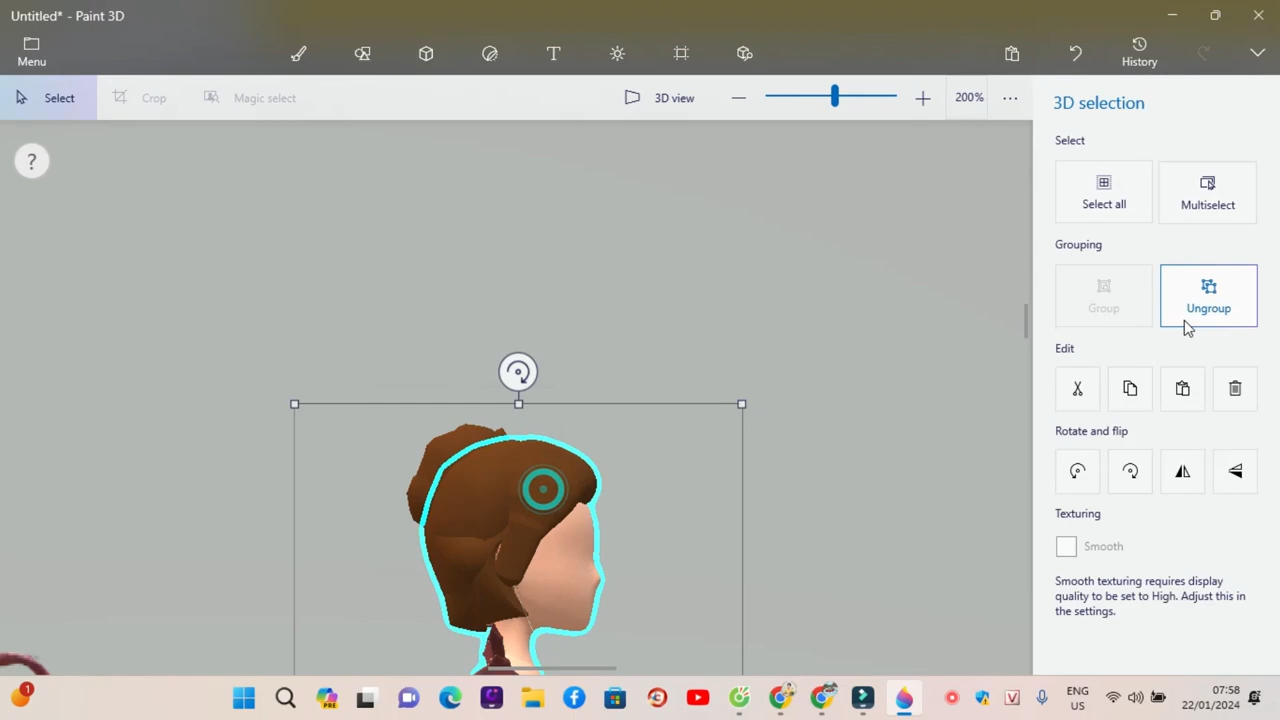 Untitled* - Paint 3D
Menu
History
Select
Crop
Magic select
3D view
200%
3D selection
Select
Select all
Multiselect
Grouping
Group
Ungroup
Edit
Rotate and flip
Texturing
Smooth
Smooth texturing requires display
quality to be set to High. Adjust this in
the settings.
1
PRE
ENG
US
07:58
22/01/2024